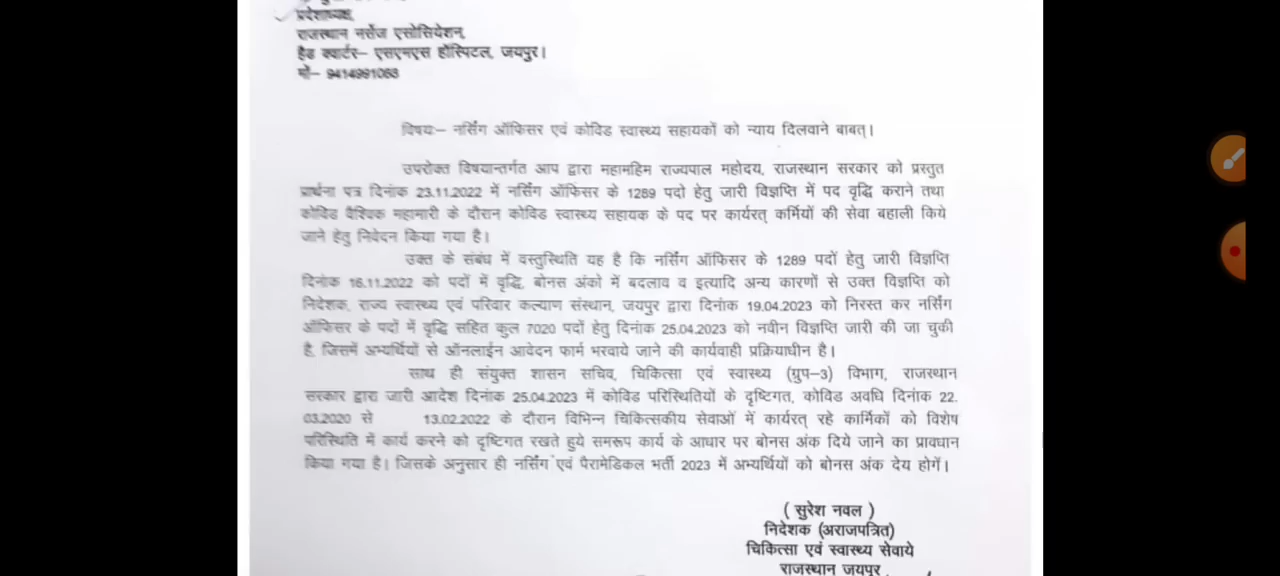 प्रदेशाध्यक्ष,
राजस्थान नर्सेज एसोसियेशन,
हैड क्वार्टर– एसएमएस हॉस्पिटल, जयपुर।
मो– 9414991068
विषयः– नर्सिंग ऑफिसर एवं कोविड स्वास्थ्य सहायकों को न्याय दिलवाने बाबत्।
उपरोक्त विषयान्तर्गत आप द्वारा महामहिम राज्यपाल महोदय, राजस्थान सरकार को प्रस्तुत
प्रार्थना पत्र दिनांक 23.11.2022 में नर्सिंग ऑफिसर के 1289 पदो हेतु जारी विज्ञप्ति में पद वृद्धि कराने तथा
कोविड वैश्विक महामारी के दौरान कोविड स्वास्थ्य सहायक के पद पर कार्यरत् कर्मियों की सेवा बहाली किये
जाने हेतु निवेदन किया गया है।
उक्त के संबंध में वस्तुस्थिति यह है कि नर्सिंग ऑफिसर के 1289 पदों हेतु जारी विज्ञप्ति
दिनांक 16.11.2022 को पदों में वृद्धि, बोनस अंको में बदलाव व इत्यादि अन्य कारणों से उक्त विज्ञप्ति को
निदेशक, राज्य स्वास्थ्य एवं परिवार कल्याण संस्थान, जयपुर द्वारा दिनांक 19.04.2023 को निरस्त कर नर्सिंग
ऑफिसर के पदों में वृद्धि सहित कुल 7020 पदों हेतु दिनांक 25.04.2023 को नवीन विज्ञप्ति जारी की जा चुकी
है, जिसमें अभ्यर्थियों से ऑनलाईन आवेदन फार्म भरवाये जाने की कार्यवाही प्रक्रियाधीन है।
साथ ही संयुक्त शासन सचिव, चिकित्सा एवं स्वास्थ्य (ग्रुप–3) विभाग, राजस्थान
सरकार द्वारा जारी आदेश दिनांक 25.04.2023 में कोविड परिस्थितियों के दृष्टिगत, कोविड अवधि दिनांक 22.
03.2020 से 13.02.2022 के दौरान विभिन्न चिकित्सकीय सेवाओं में कार्यरत् रहे कार्मिकों को विशेष
परिस्थिति में कार्य करने को दृष्टिगत रखते हुये समरूप कार्य के आधार पर बोनस अंक दिये जाने का प्रावधान
किया गया है। जिसके अनुसार ही नर्सिंग एवं पैरामेडिकल भर्ती 2023 में अभ्यर्थियों को बोनस अंक देय होगें।
( सुरेश नवल )
निदेशक (अराजपत्रित)
चिकित्सा एवं स्वास्थ्य सेवाये
राजस्थान जयपुर